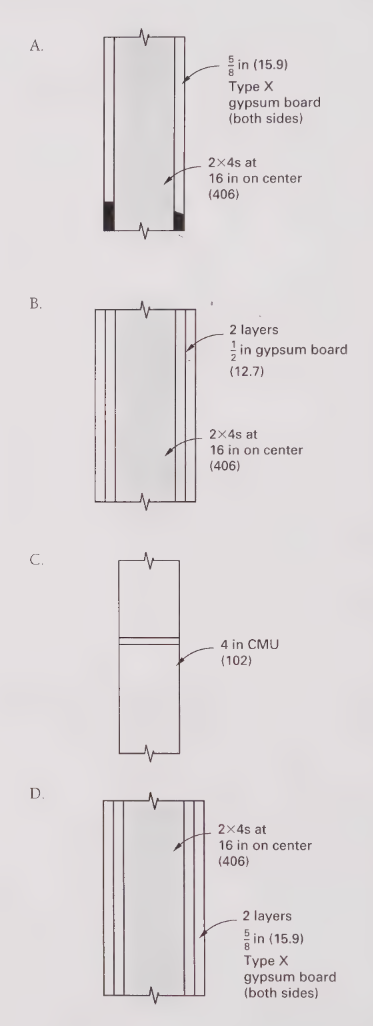 A.
5/8 in (15.9)
Type X
gypsum board
(both sides)
2×4s at
16 in on center
(406)
B.
2 layers
1/2 in gypsum board
(12.7)
2×4s at
16 in on center
(406)
C.
4 in CMU
(102)
D.
2×4s at
16 in on center
(406)
2 layers
5/8 in (15.9)
Type X
gypsum board
(both sides)